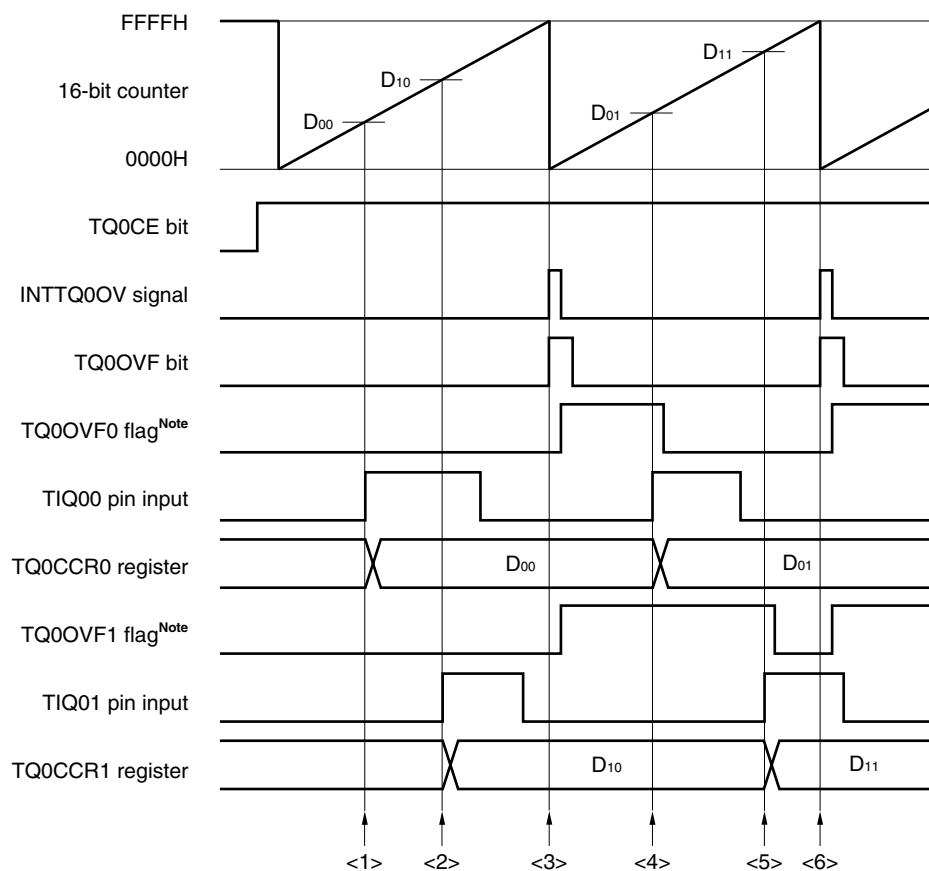 FFFFH
16-bit counter
0000H
D00
D10
D01
D11
TQ0CE bit
INTTQ0OV signal
TQ0OVF bit
TQ0OVF0 flagNote
TIQ00 pin input
TQ0CCR0 register
D00
D01
TQ0OVF1 flagNote
TIQ01 pin input
TQ0CCR1 register
D10
D11
<1> <2> <3> <4> <5> <6>